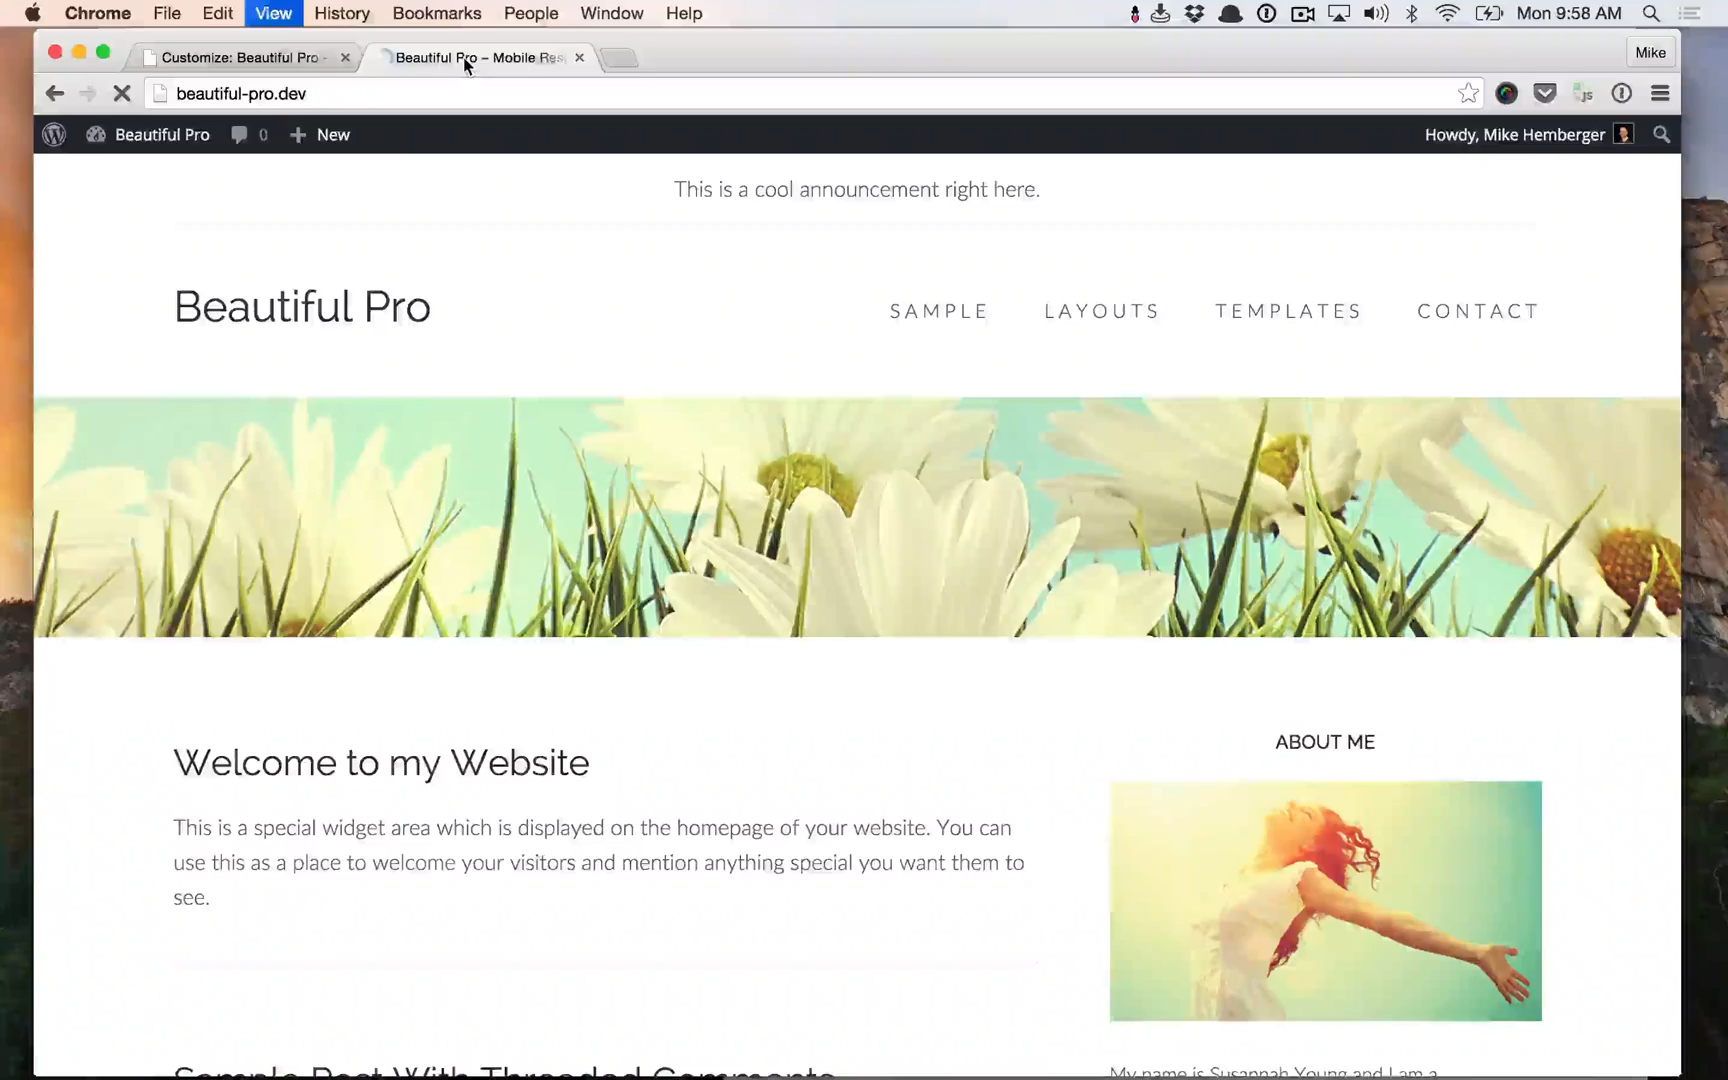 Chrome File Edit View History Bookmarks People Window Help Mon 9:58 AM
Customize: Beautiful Pro - Beautiful Pro – Mobile Res
Mike
beautiful-pro.dev
JS
Beautiful Pro 0 + New Howdy, Mike Hemberger
This is a cool announcement right here.
Beautiful Pro
SAMPLE LAYOUTS TEMPLATES CONTACT
Welcome to my Website
This is a special widget area which is displayed on the homepage of your website. You can
use this as a place to welcome your visitors and mention anything special you want them to
see.
ABOUT ME
Sample Post With Threaded Comments
My name is Susannah Young and I am a